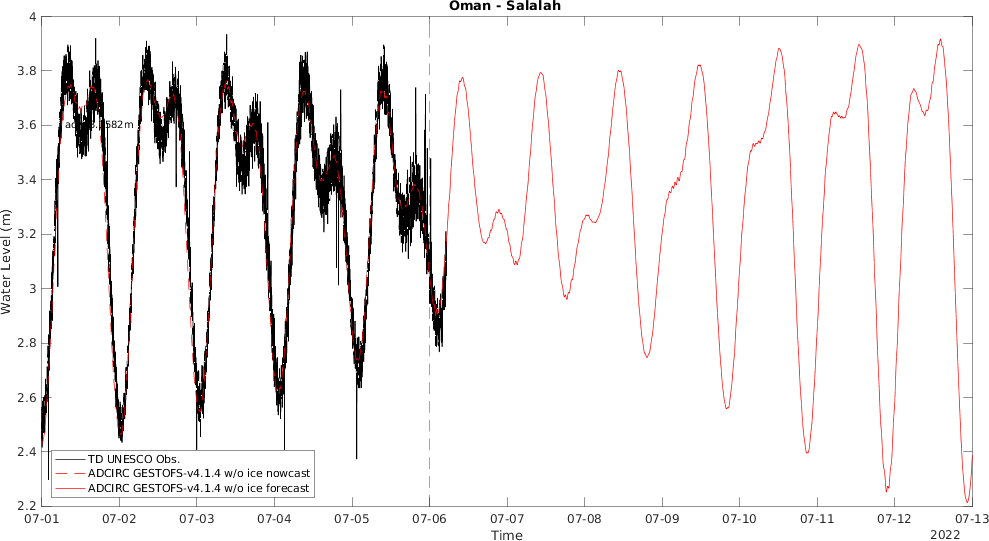 Oman - Salalah
4
3.8
3.6
3.4
3.2
3
2.8
2.6
2.4
2.2
Water Level (m)
TD UNESCO Obs.
ADCIRC GESTOFS-v4.1.4 w/o ice nowcast
ADCIRC GESTOFS-v4.1.4 w/o ice forecast
07-01 07-02 07-03 07-04 07-05 07-06 07-07 07-08 07-09 07-10 07-11 07-12 07-13
Time
2022